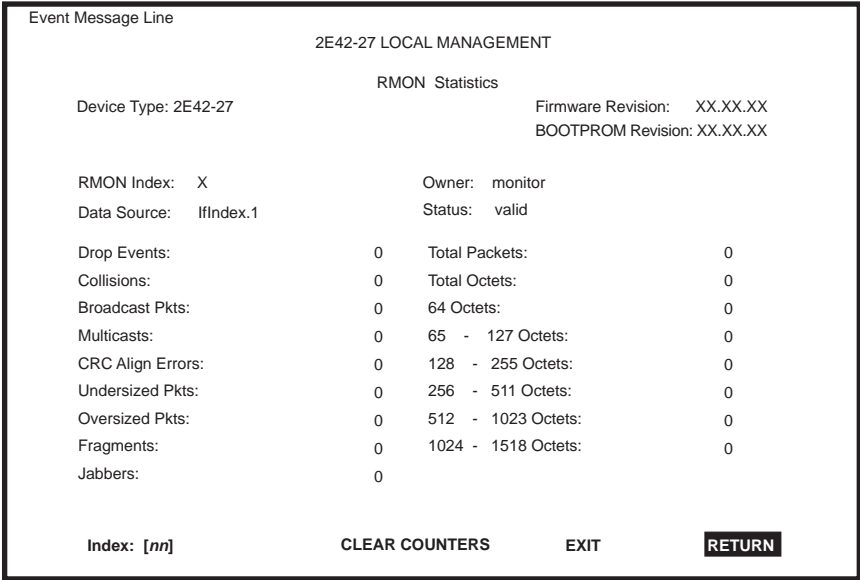 Event Message Line
2E42-27 LOCAL MANAGEMENT
RMON Statistics
Device Type: 2E42-27 Firmware Revision: XX.XX.XX
BOOTPROM Revision: XX.XX.XX
RMON Index: X Owner: monitor
Data Source: IfIndex.1 Status: valid
Drop Events: 0 Total Packets: 0
Collisions: 0 Total Octets: 0
Broadcast Pkts: 0 64 Octets: 0
Multicasts: 0 65 - 127 Octets: 0
CRC Align Errors: 0 128 - 255 Octets: 0
Undersized Pkts: 0 256 - 511 Octets: 0
Oversized Pkts: 0 512 - 1023 Octets: 0
Fragments: 0 1024 - 1518 Octets: 0
Jabbers: 0
Index: [nn] CLEAR COUNTERS EXIT RETURN